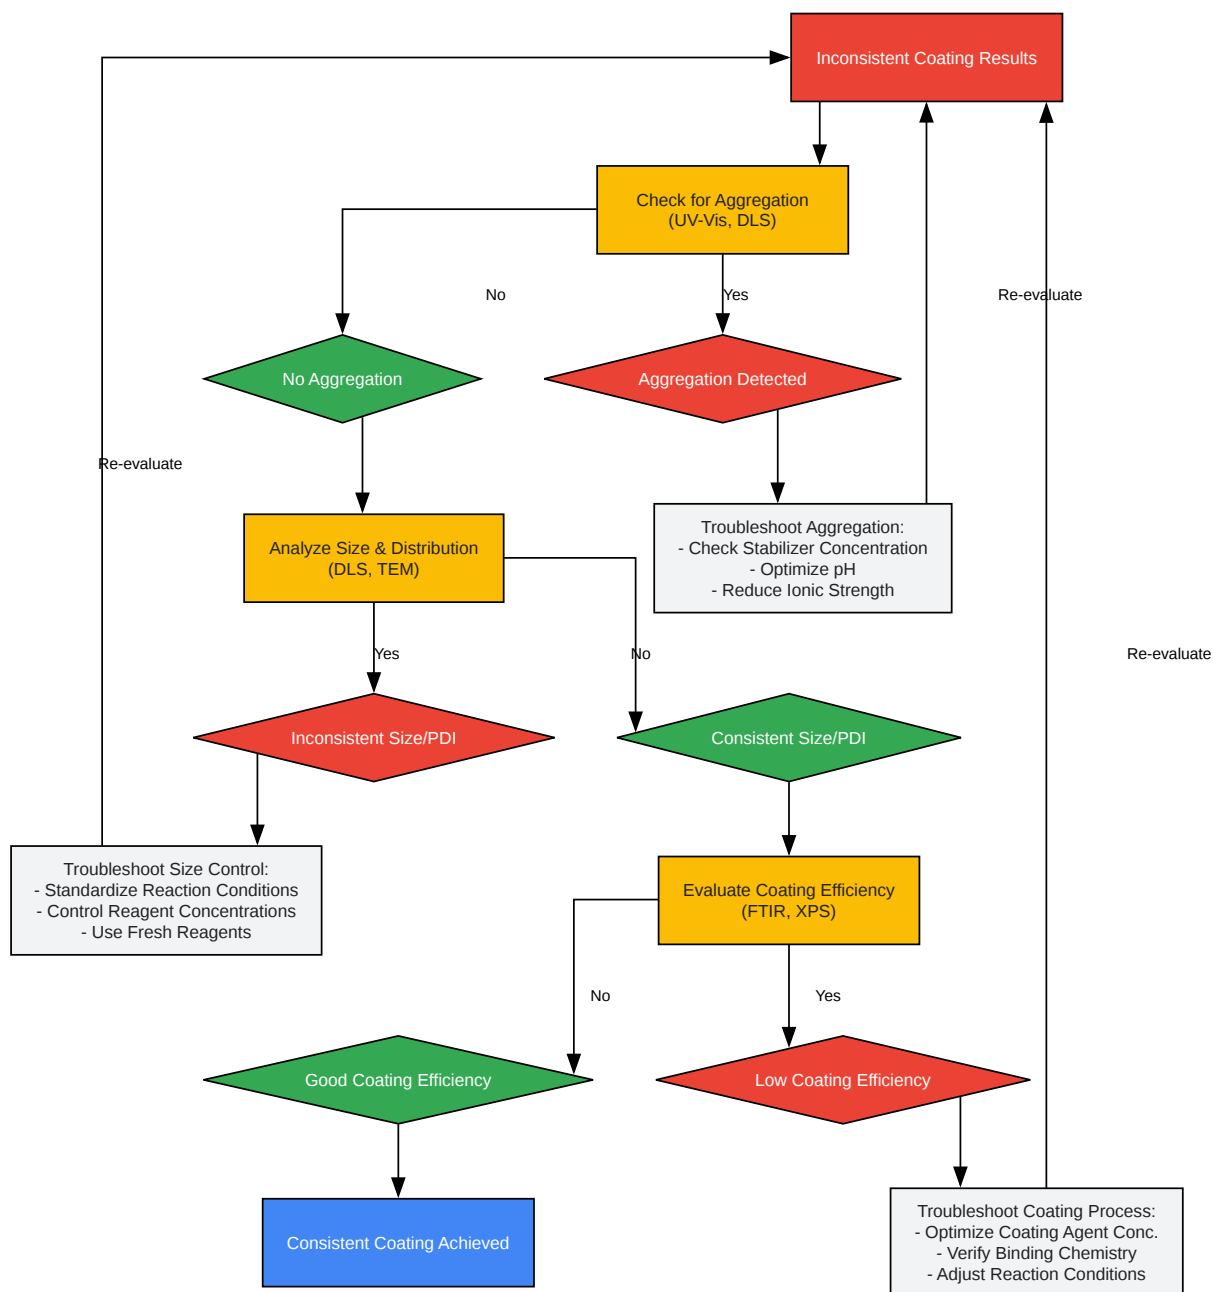 Inconsistent Coating Results
Check for Aggregation
(UV-Vis, DLS)
No
Yes
Re-evaluate
No Aggregation
Aggregation Detected
Re-evaluate
Troubleshoot Aggregation:
- Check Stabilizer Concentration
- Optimize pH
- Reduce Ionic Strength
Analyze Size & Distribution
(DLS, TEM)
Yes
No
Re-evaluate
Inconsistent Size/PDI
Consistent Size/PDI
Troubleshoot Size Control:
- Standardize Reaction Conditions
- Control Reagent Concentrations
- Use Fresh Reagents
Evaluate Coating Efficiency
(FTIR, XPS)
No
Yes
Good Coating Efficiency
Low Coating Efficiency
Consistent Coating Achieved
Troubleshoot Coating Process:
- Optimize Coating Agent Conc.
- Verify Binding Chemistry
- Adjust Reaction Conditions